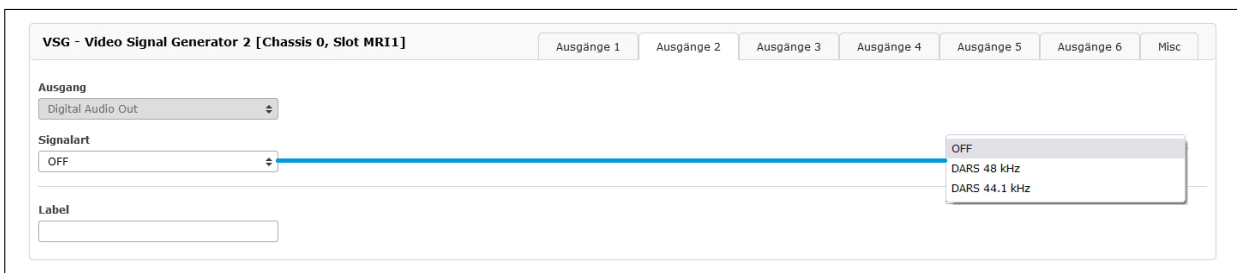 VSG - Video Signal Generator 2 [Chassis 0, Slot MRI1]
Ausgänge 1
Ausgänge 2
Ausgänge 3
Ausgänge 4
Ausgänge 5
Ausgänge 6
Misc
Ausgang
Digital Audio Out
Signalart
OFF
OFF
DARS 48 kHz
DARS 44.1 kHz
Label